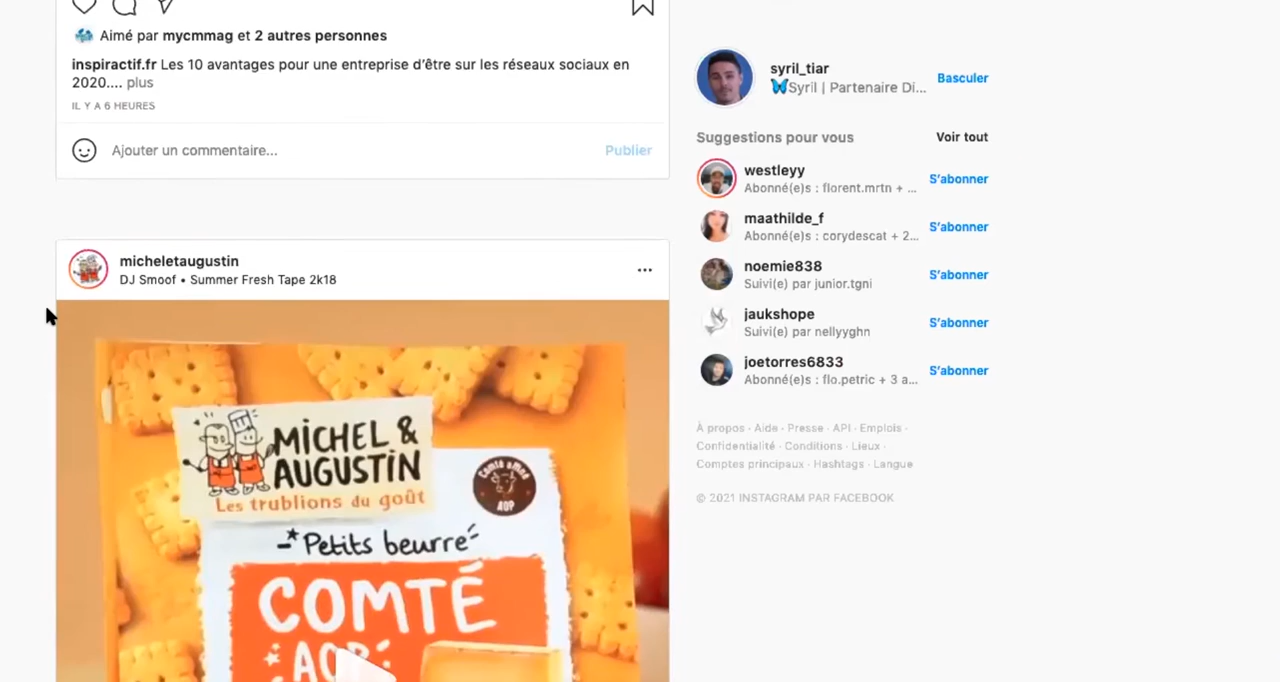 Aimé par mycmmag et 2 autres personnes
inspiractif.fr Les 10 avantages pour une entreprise d'être sur les réseaux sociaux en
2020.... plus
IL Y A 6 HEURES
Ajouter un commentaire...
Publier
micheletaugustin
DJ Smoof • Summer Fresh Tape 2k18
MICHEL &
AUGUSTIN
Les trublions du goût
Comté affiné
AOP
Petits beurre
COMTÉ
AOP
syril_tiar
Syril | Partenaire Di...
Basculer
Suggestions pour vous
Voir tout
westleyy
Abonné(e)s : florent.mrtn + ...
S'abonner
maathilde_f
Abonné(e)s : corydescat + 2...
S'abonner
noemie838
Suivi(e) par junior.tgni
S'abonner
jaukshope
Suivi(e) par nellyyghn
S'abonner
joetorres6833
Abonné(e)s : flo.petric + 3 a...
S'abonner
À propos · Aide · Presse · API · Emplois ·
Confidentialité · Conditions · Lieux ·
Comptes principaux · Hashtags · Langue
© 2021 INSTAGRAM PAR FACEBOOK